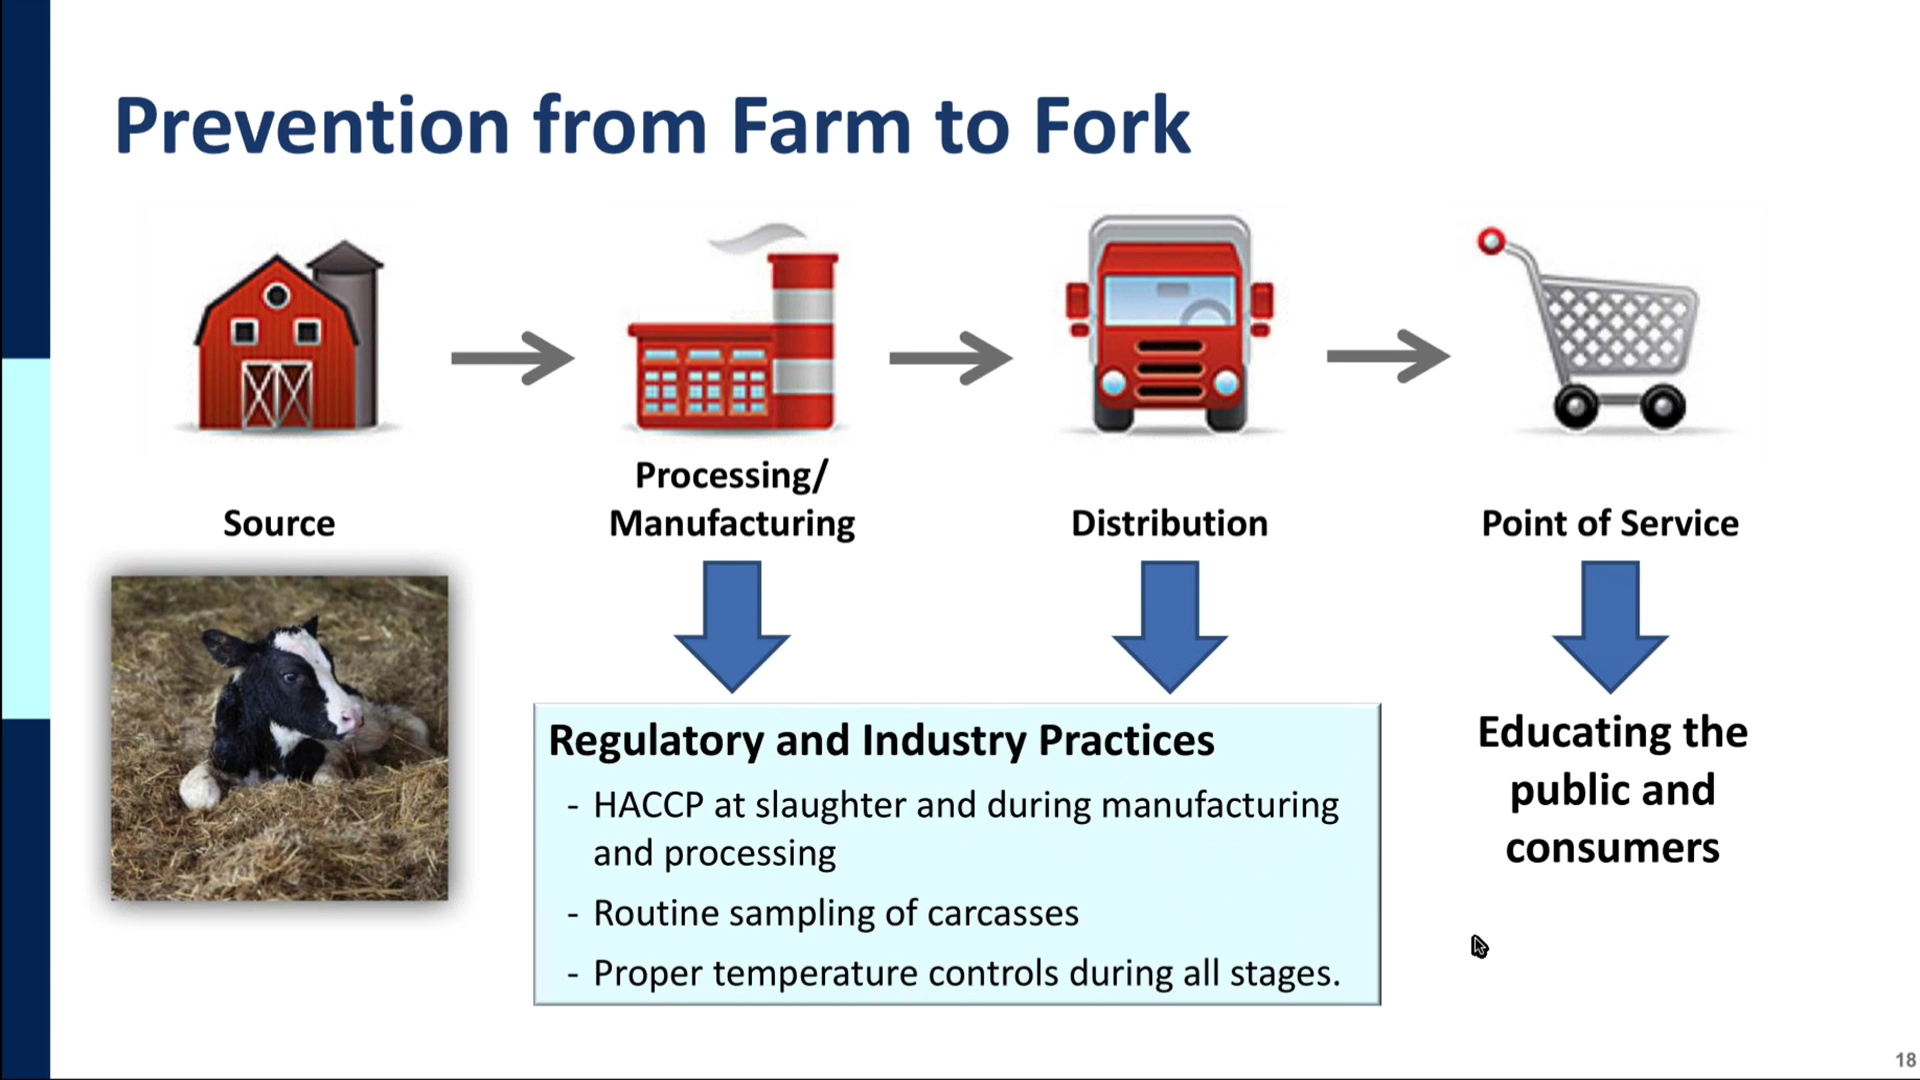 Prevention from Farm to Fork
Processing/
Source
Manufacturing
Distribution
Point of Service
Regulatory and Industry Practices
- HACCP at slaughter and during manufacturing
and processing
- Routine sampling of carcasses
- Proper temperature controls during all stages.
Educating the
public and
consumers
18